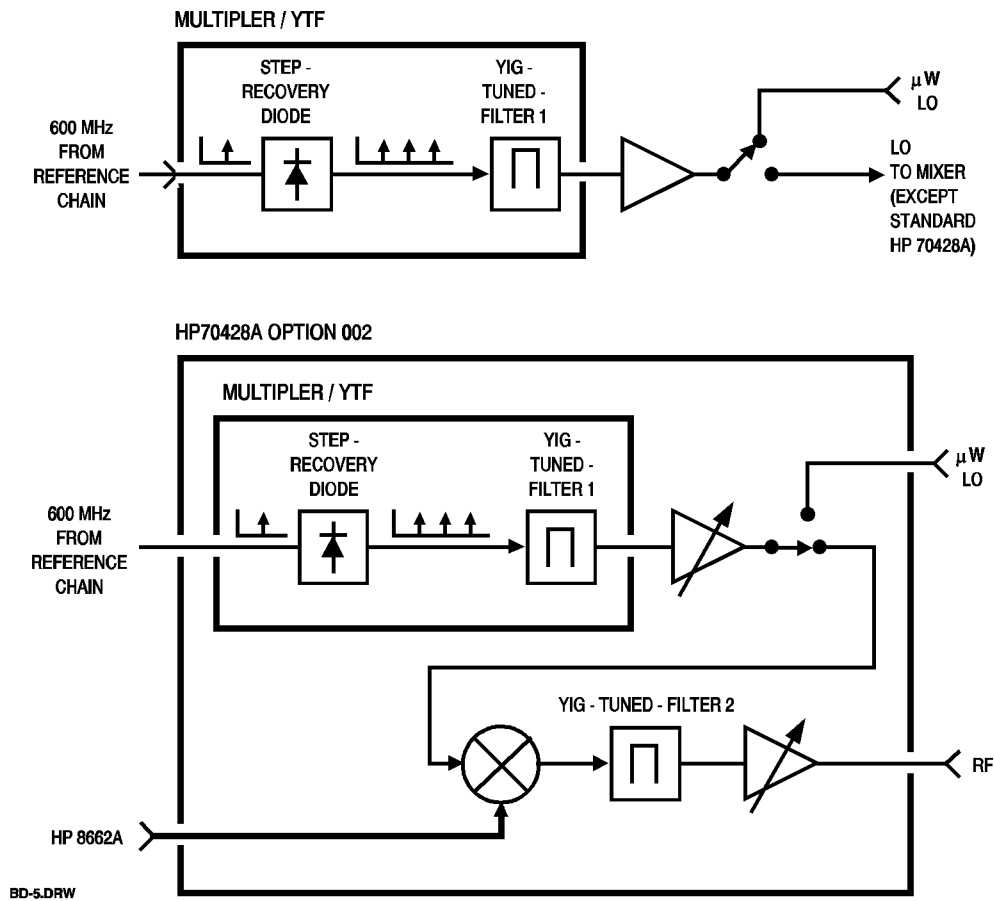 MULTIPLER / YTF
STEP -
RECOVERY
DIODE
YIG -
TUNED -
FILTER 1
600 MHz
FROM
REFERENCE
CHAIN
μW
LO
LO
TO MIXER
(EXCEPT
STANDARD
HP 70428A)
HP70428A OPTION 002
MULTIPLER / YTF
STEP -
RECOVERY
DIODE
YIG -
TUNED -
FILTER 1
600 MHz
FROM
REFERENCE
CHAIN
μW
LO
YIG - TUNED - FILTER 2
RF
HP 8662A
BD-5.DRW